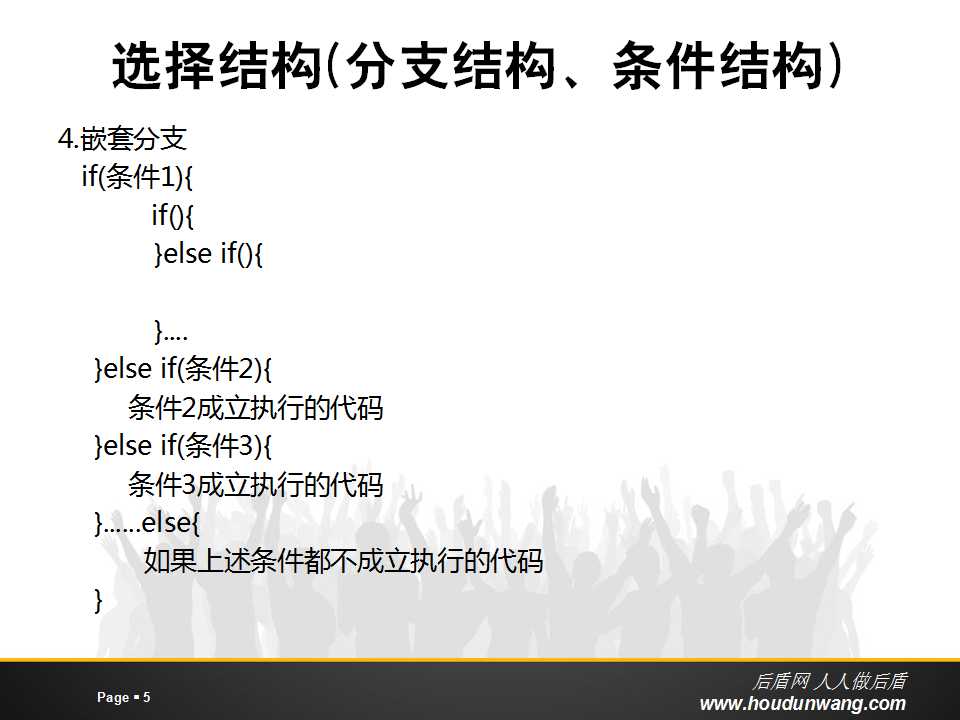 选择结构(分支结构、条件结构)
4.嵌套分支
if(条件1){
if(){
}else if(){
}....
}else if(条件2){
条件2成立执行的代码
}else if(条件3){
条件3成立执行的代码
}......else{
如果上述条件都不成立执行的代码
}
后盾网 人人做后盾
Page ▪ 5
www.houdunwang.com